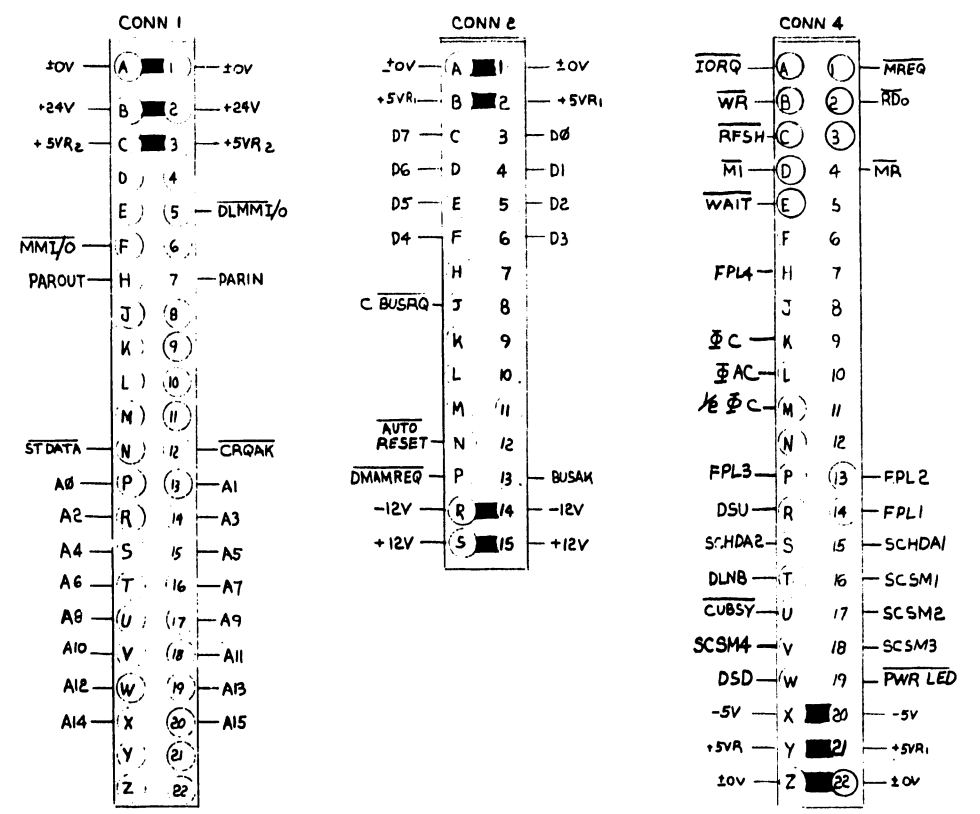 CONN 1
±0V A 1 ±0V
+24V B 2 +24V
+5VR2 C 3 +5VR2
D 4
E 5 DLMMI/O
MMI/O F 6
PAROUT H 7 PARIN
J 8
K 9
L 10
M 11
STDATA N 12 CRQAK
AØ P 13 A1
A2 R 14 A3
A4 S 15 A5
A6 T 16 A7
A8 U 17 A9
A10 V 18 A11
A12 W 19 A13
A14 X 20 A15
Y 21
Z 22
CONN 2
±0V A 1 ±0V
+5VR1 B 2 +5VR1
D7 C 3 DØ
D6 D 4 D1
D5 E 5 D2
D4 F 6 D3
H 7
C BUSRQ J 8
K 9
L 10
M 11
AUTO
RESET N 12
DMAMREQ P 13 BUSAK
-12V R 14 -12V
+12V S 15 +12V
CONN 4
IORQ A 1 MREQ
WR B 2 RDo
RFSH C 3
M1 D 4 MR
WAIT E 5
F 6
FPL4 H 7
J 8
ΦC K 9
ΦAC L 10
1/2 ΦC M 11
N 12
FPL3 P 13 FPL2
DSU R 14 FPL1
SCHDA2 S 15 SCHDA1
DLNB T 16 SCSM1
CUBSY U 17 SCSM2
SCSM4 V 18 SCSM3
DSD W 19 PWR LED
-5V X 20 -5V
+5VR Y 21 +5VR1
±0V Z 22 ±0V